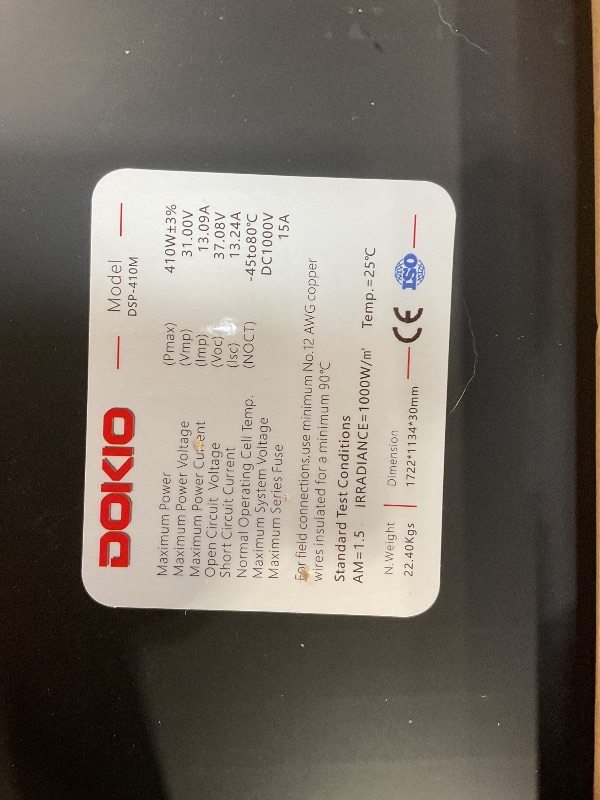 DOKIO
Model
DSP-410M
Maximum Power (Pmax) 410W±3%
Maximum Power Voltage (Vmp) 31.00V
Maximum Power Current (Imp) 13.09A
Open Circuit Voltage (Voc) 37.08V
Short Circuit Current (Isc) 13.24A
Normal Operating Cell Temp. (NOCT) -45to80℃
Maximum System Voltage DC1000V
Maximum Series Fuse 15A
For field connections,use minimum No.12 AWG copper
wires insulated for a minimum 90℃
Standard Test Conditions
AM=1.5 IRRADIANCE=1000W/㎡ Temp.=25℃
N.Weight
22.40Kgs
Dimension
1722*1134*30mm
CE
ISO